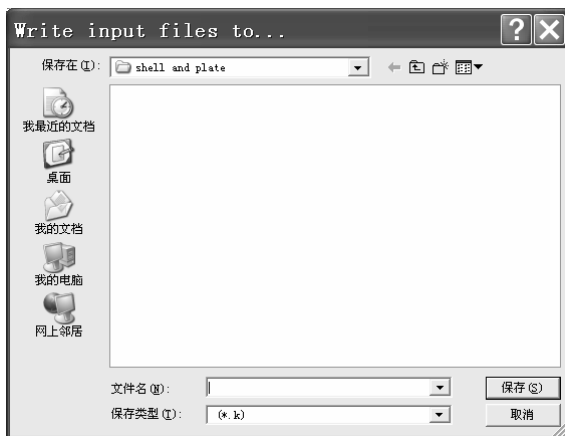 Write input files to...
保存在(I):
shell and plate
我最近的文档
桌面
我的文档
我的电脑
网上邻居
文件名(N):
保存(S)
保存类型(T):
(*.k)
取消